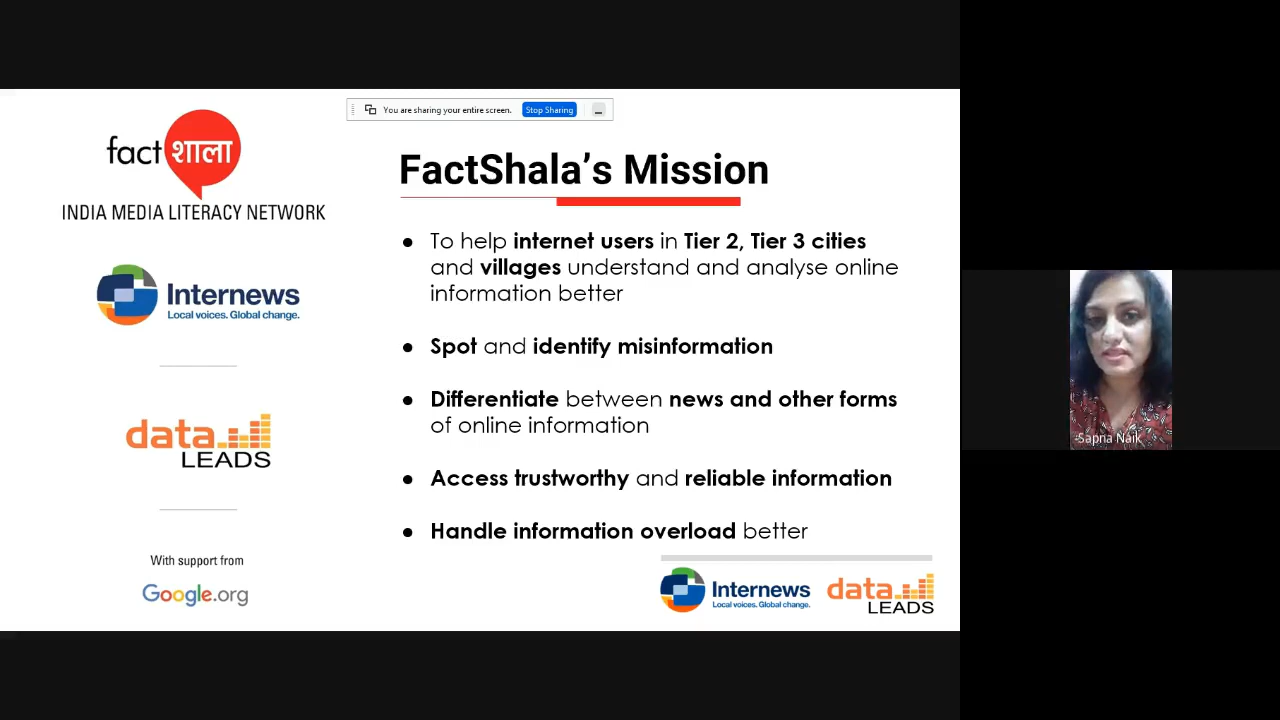 You are sharing your entire screen. Stop Sharing
fact शाला
INDIA MEDIA LITERACY NETWORK
Internews
Local voices. Global change.
data
LEADS
With support from
Google.org
FactShala’s Mission
● To help internet users in Tier 2, Tier 3 cities
and villages understand and analyse online
information better
● Spot and identify misinformation
● Differentiate between news and other forms
of online information
● Access trustworthy and reliable information
● Handle information overload better
Internews
Local voices. Global change.
data
LEADS
Sapna Naik